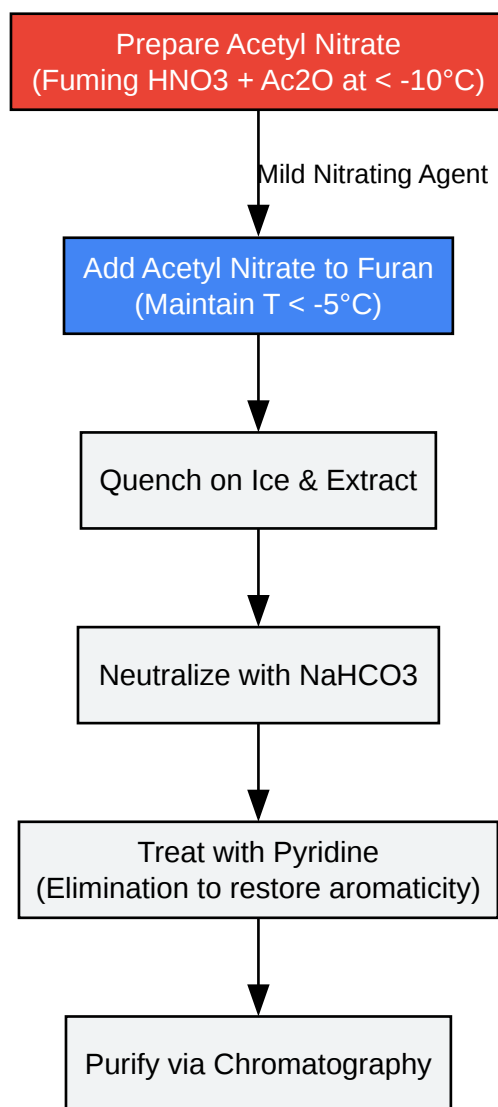 Prepare Acetyl Nitrate
(Fuming HNO3 + Ac2O at < -10°C)
Mild Nitrating Agent
Add Acetyl Nitrate to Furan
(Maintain T < -5°C)
Quench on Ice & Extract
Neutralize with NaHCO3
Treat with Pyridine
(Elimination to restore aromaticity)
Purify via Chromatography